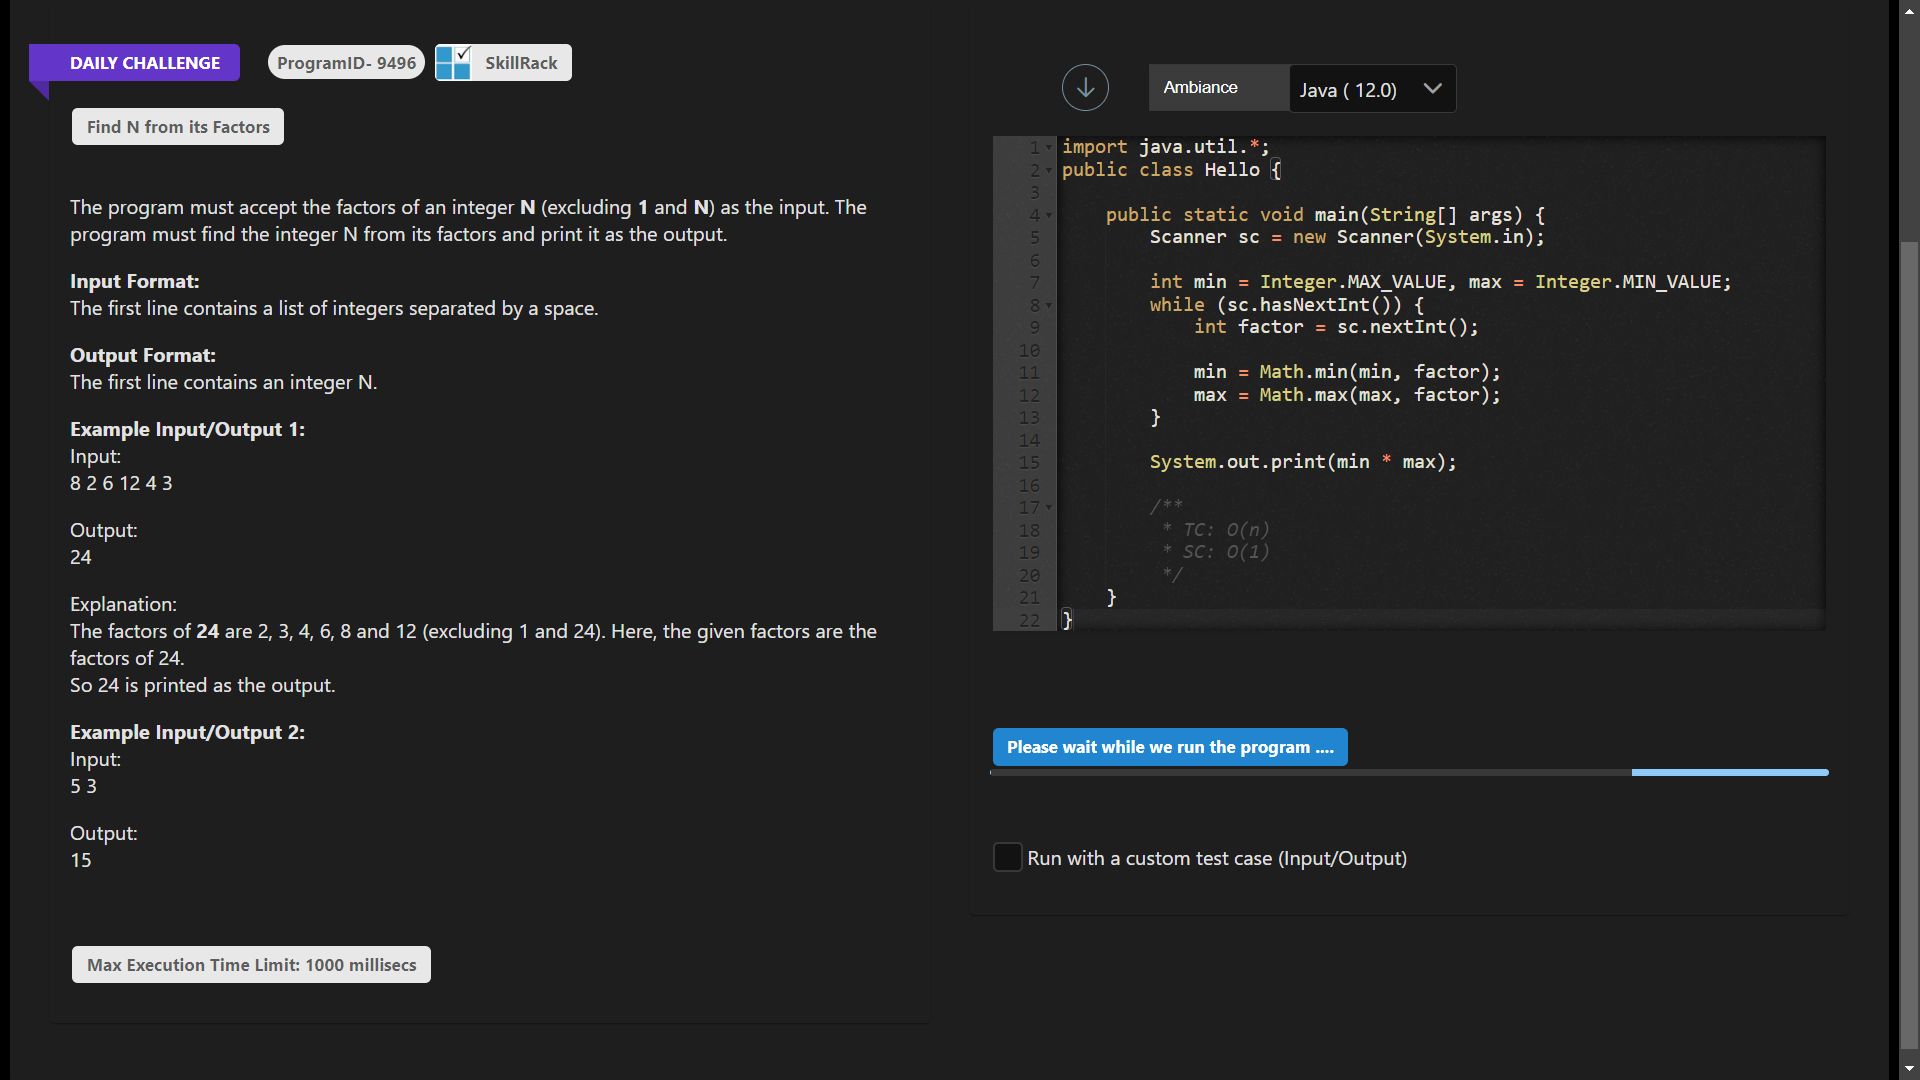 DAILY CHALLENGE
ProgramID- 9496
SkillRack
Find N from its Factors
The program must accept the factors of an integer N (excluding 1 and N) as the input. The
program must find the integer N from its factors and print it as the output.
Input Format:
The first line contains a list of integers separated by a space.
Output Format:
The first line contains an integer N.
Example Input/Output 1:
Input:
8 2 6 12 4 3
Output:
24
Explanation:
The factors of 24 are 2, 3, 4, 6, 8 and 12 (excluding 1 and 24). Here, the given factors are the
factors of 24.
So 24 is printed as the output.
Example Input/Output 2:
Input:
5 3
Output:
15
Max Execution Time Limit: 1000 millisecs
Ambiance
Java ( 12.0)
1 import java.util.*;
2 public class Hello {
3
4 public static void main(String[] args) {
5 Scanner sc = new Scanner(System.in);
6
7 int min = Integer.MAX_VALUE, max = Integer.MIN_VALUE;
8 while (sc.hasNextInt()) {
9 int factor = sc.nextInt();
10
11 min = Math.min(min, factor);
12 max = Math.max(max, factor);
13 }
14
15 System.out.print(min * max);
16
17 /**
18 * TC: O(n)
19 * SC: O(1)
20 */
21 }
22 }
Please wait while we run the program ....
Run with a custom test case (Input/Output)